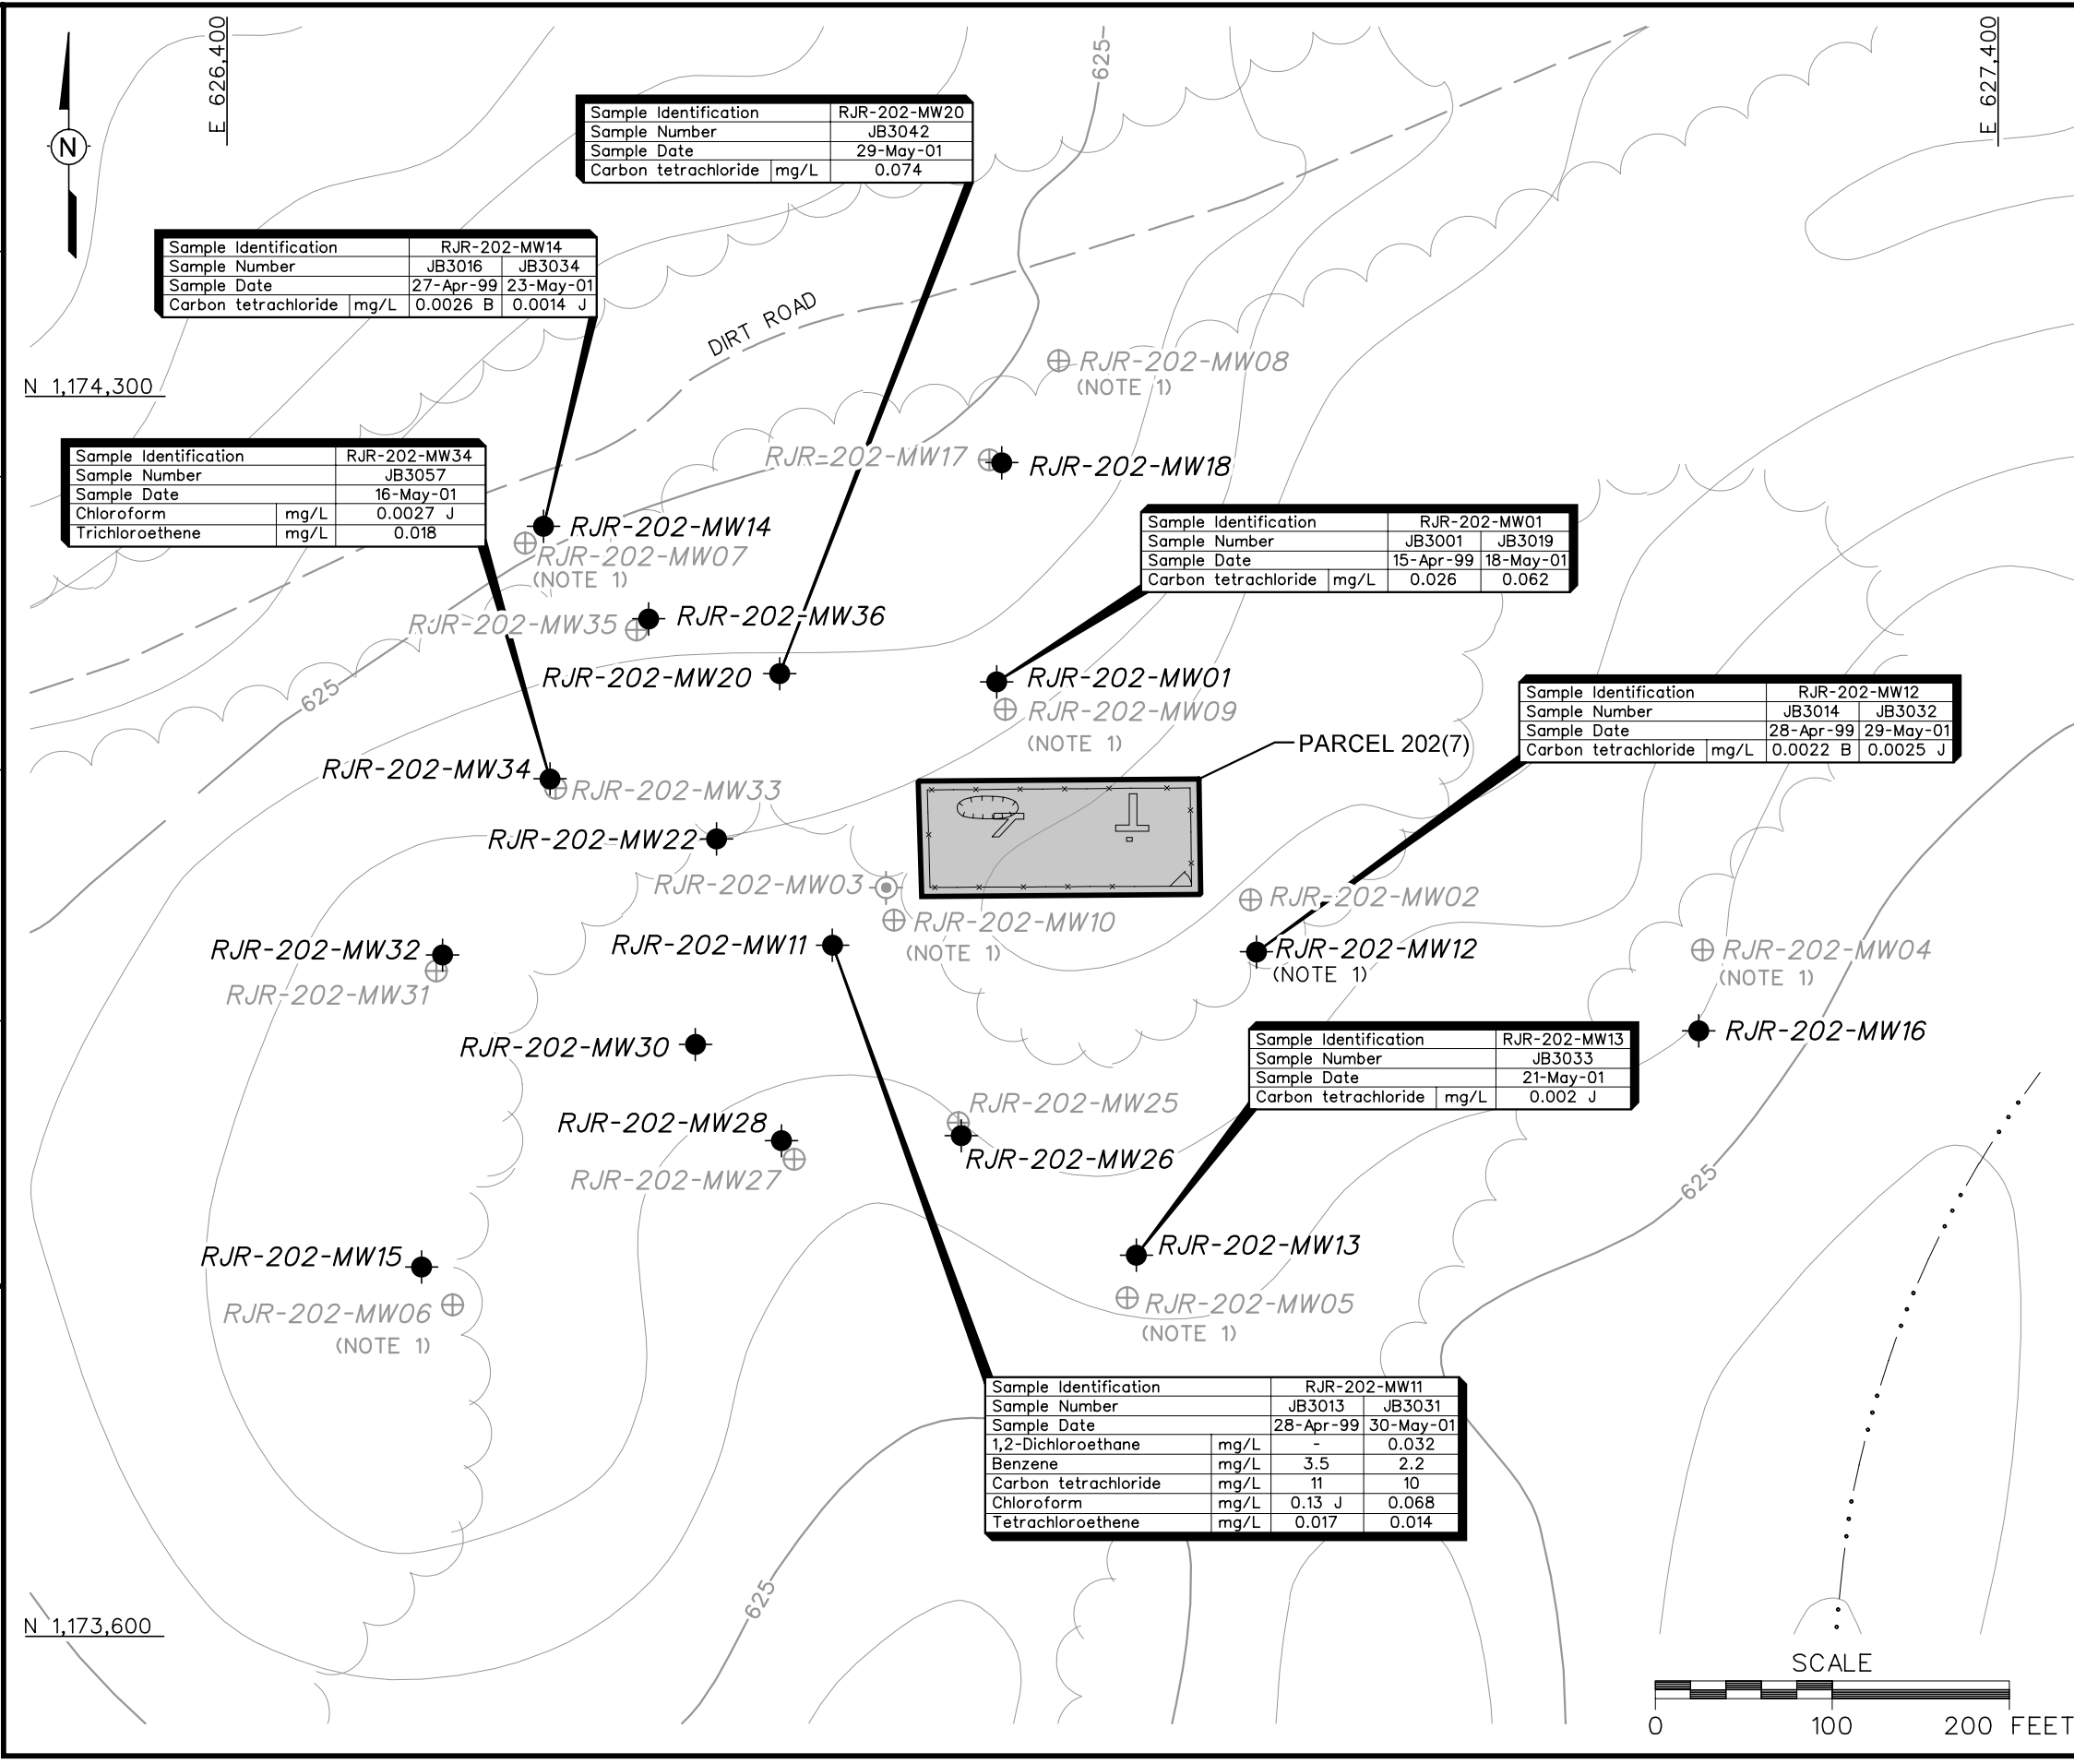 E 626,400
625
E 627,400
N
Sample Identification RJR-202-MW20
Sample Number JB3042
Sample Date 29-May-01
Carbon tetrachloride mg/L 0.074
Sample Identification RJR-202-MW14
Sample Number JB3016 JB3034
Sample Date 27-Apr-99 23-May-01
Carbon tetrachloride mg/L 0.0026 B 0.0014 J
DIRT ROAD
N 1,174,300
RJR-202-MW08
(NOTE 1)
Sample Identification RJR-202-MW34
Sample Number JB3057
Sample Date 16-May-01
Chloroform mg/L 0.0027 J
Trichloroethene mg/L 0.018
RJR-202-MW17
RJR-202-MW18
RJR-202-MW14
RJR-202-MW07
(NOTE 1)
Sample Identification RJR-202-MW01
Sample Number JB3001 JB3019
Sample Date 15-Apr-99 18-May-01
Carbon tetrachloride mg/L 0.026 0.062
RJR-202-MW35
RJR-202-MW36
RJR-202-MW20
RJR-202-MW01
RJR-202-MW09
(NOTE 1)
625
Sample Identification RJR-202-MW12
Sample Number JB3014 JB3032
Sample Date 28-Apr-99 29-May-01
Carbon tetrachloride mg/L 0.0022 B 0.0025 J
PARCEL 202(7)
RJR-202-MW34
RJR-202-MW33
RJR-202-MW22
RJR-202-MW03
RJR-202-MW10
(NOTE 1)
RJR-202-MW02
RJR-202-MW32
RJR-202-MW31
RJR-202-MW11
RJR-202-MW12
(NOTE 1)
RJR-202-MW04
(NOTE 1)
RJR-202-MW30
RJR-202-MW16
Sample Identification RJR-202-MW13
Sample Number JB3033
Sample Date 21-May-01
Carbon tetrachloride mg/L 0.002 J
RJR-202-MW28
RJR-202-MW27
RJR-202-MW25
RJR-202-MW26
625
RJR-202-MW15
RJR-202-MW06
(NOTE 1)
RJR-202-MW13
RJR-202-MW05
(NOTE 1)
Sample Identification RJR-202-MW11
Sample Number JB3013 JB3031
Sample Date 28-Apr-99 30-May-01
1,2-Dichloroethane mg/L - 0.032
Benzene mg/L 3.5 2.2
Carbon tetrachloride mg/L 11 10
Chloroform mg/L 0.13 J 0.068
Tetrachloroethene mg/L 0.017 0.014
625
N 1,173,600
SCALE
0 100 200 FEET